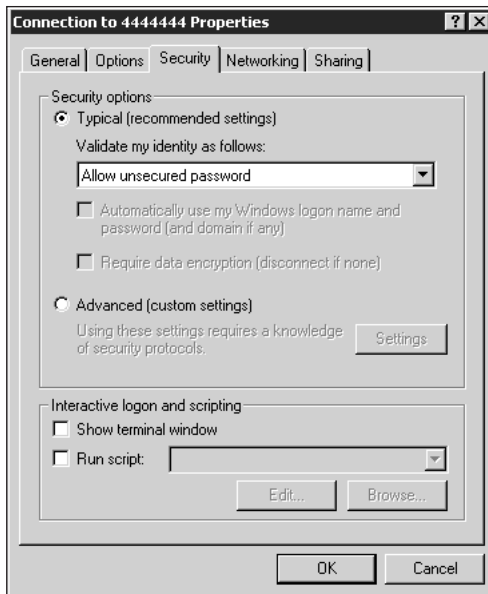 Connection to 4444444 Properties
General Options Security Networking Sharing
Security options
Typical (recommended settings)
Validate my identity as follows:
Allow unsecured password
Automatically use my Windows logon name and
password (and domain if any)
Require data encryption (disconnect if none)
Advanced (custom settings)
Using these settings requires a knowledge
of security protocols.
Settings
Interactive logon and scripting
Show terminal window
Run script:
Edit... Browse...
OK Cancel